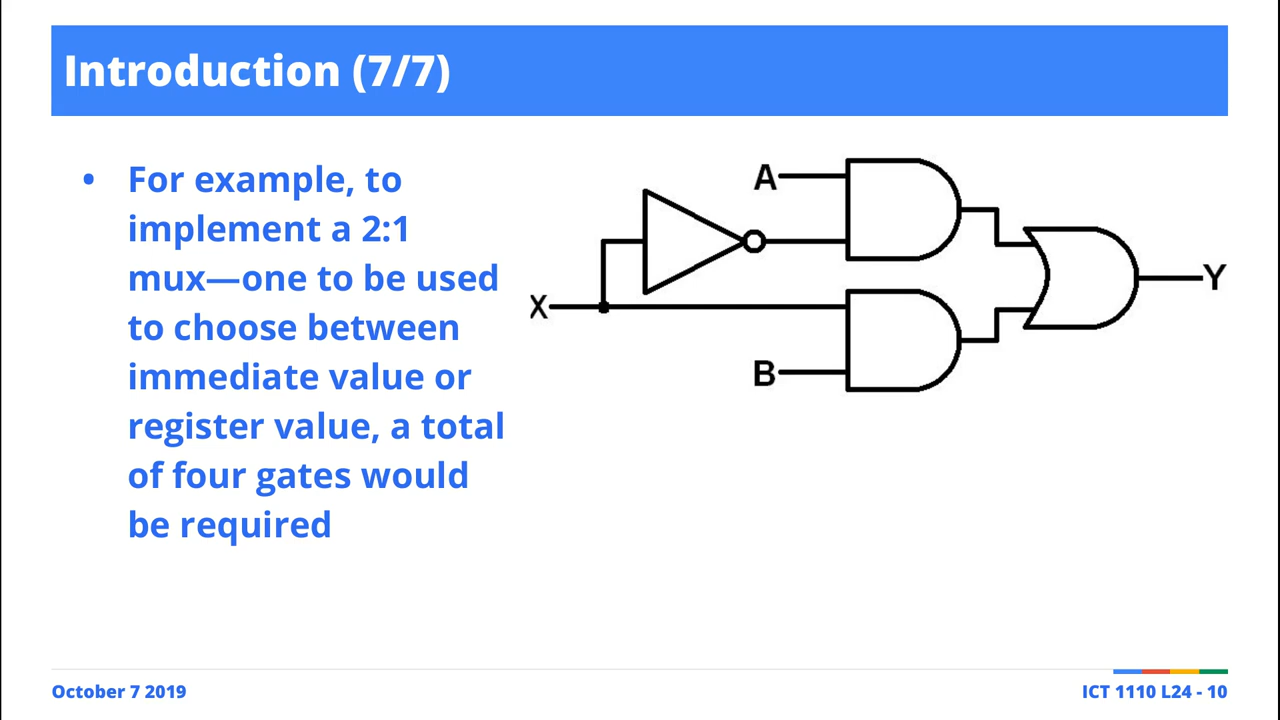 Introduction (7/7)
• For example, to
implement a 2:1
mux—one to be used
to choose between
immediate value or
register value, a total
of four gates would
be required
A
X
B
Y
October 7 2019
ICT 1110 L24 - 10